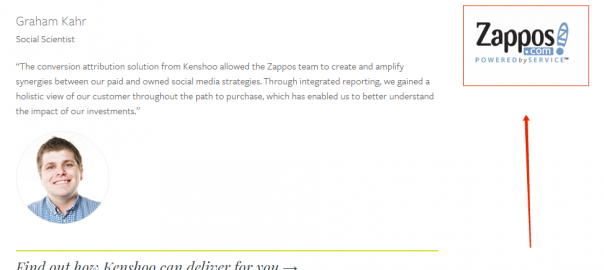 Graham Kahr
Social Scientist
“The conversion attribution solution from Kenshoo allowed the Zappos team to create and amplify
synergies between our paid and owned social media strategies. Through integrated reporting, we gained a
holistic view of our customer throughout the path to purchase, which has enabled us to better understand
the impact of our investments.”
Zappos
.com
POWERED by SERVICE™
Find out how Kenshoo can deliver for you →